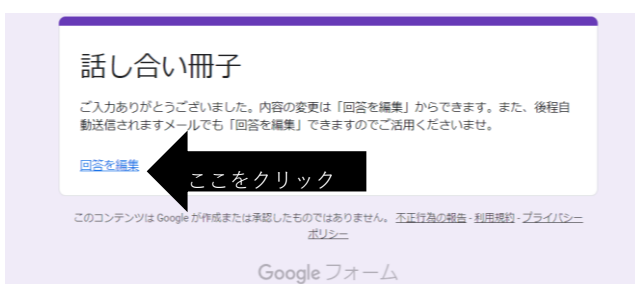 話し合い冊子
ご入力ありがとうございました。内容の変更は「回答を編集」からできます。また、後程自
動送信されますメールでも「回答を編集」できますのでご活用くださいませ。
回答を編集
ここをクリック
このコンテンツは Google が作成または承認したものではありません。 不正行為の報告 - 利用規約 - プライバシー
ポリシー
Google フォーム